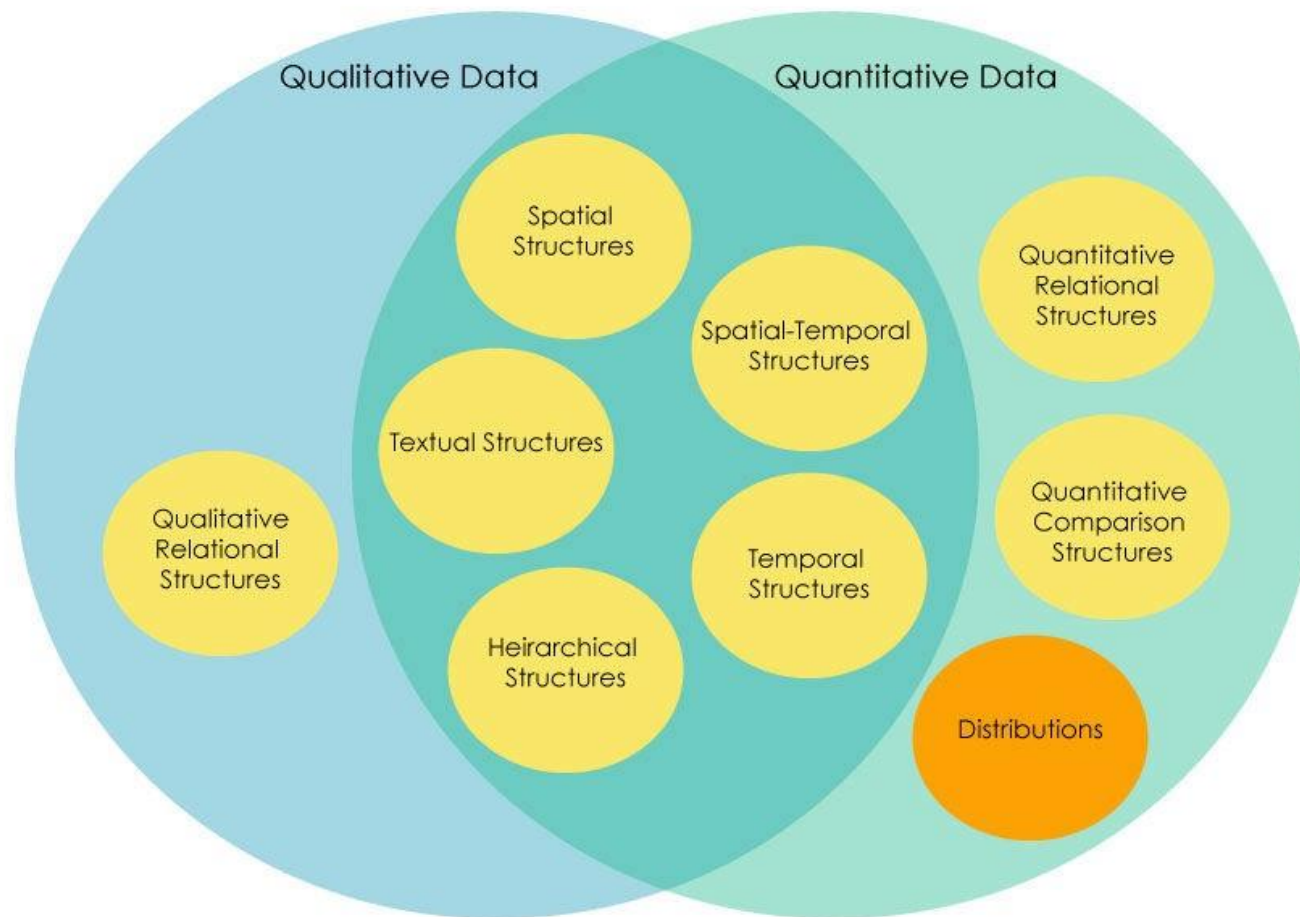 Qualitative Data
Quantitative Data
Spatial
Structures
Spatial-Temporal
Structures
Quantitative
Relational
Structures
Textual Structures
Qualitative
Relational
Structures
Quantitative
Comparison
Structures
Temporal
Structures
Heirarchical
Structures
Distributions